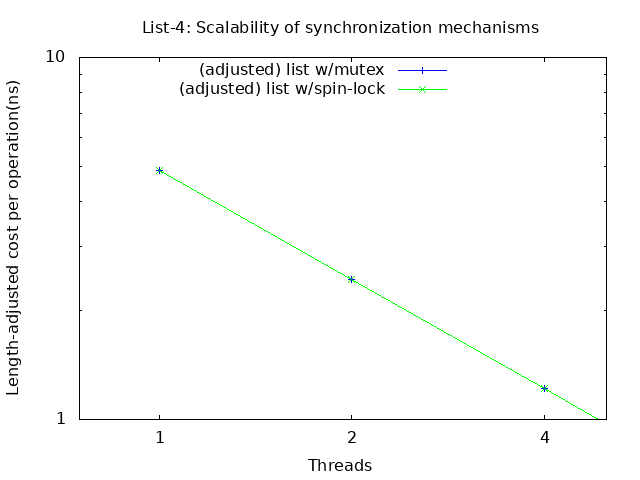 List-4: Scalability of synchronization mechanisms
10
(adjusted) list w/mutex
(adjusted) list w/spin-lock
Length-adjusted cost per operation(ns)
1
1 2 4
Threads